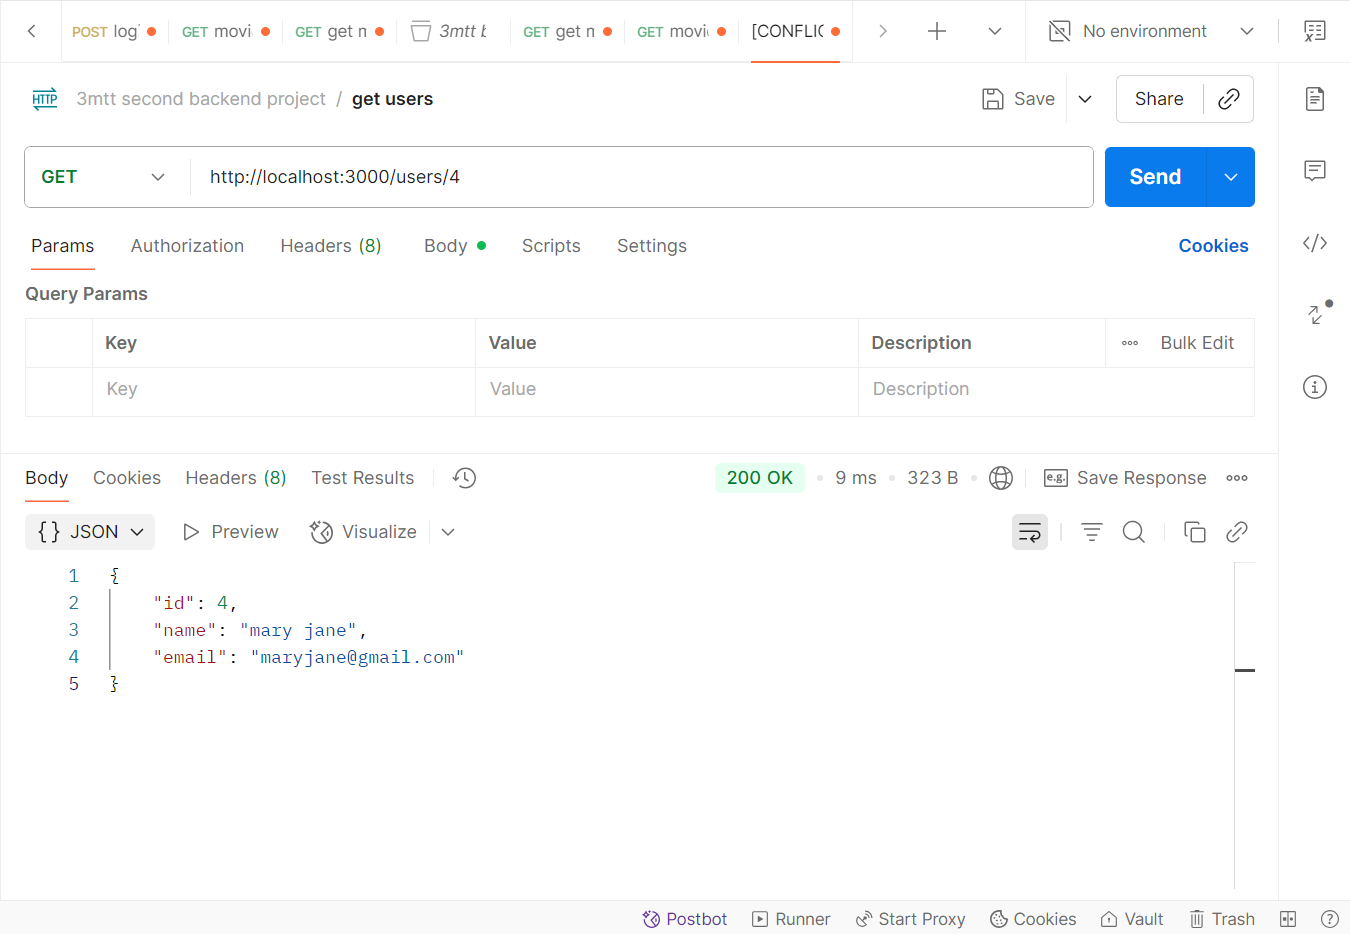 POST log GET movi GET get n 3mtt b GET get n GET movi [CONFLIC No environment
HTTP 3mtt second backend project / get users Save Share
GET http://localhost:3000/users/4 Send
Params Authorization Headers (8) Body Scripts Settings Cookies
Query Params
Key Value Description Bulk Edit
Key Value Description
Body Cookies Headers (8) Test Results 200 OK 9 ms 323 B e.g. Save Response
{} JSON Preview Visualize
1 {
2 "id": 4,
3 "name": "mary jane",
4 "email": "maryjane@gmail.com"
5 }
Postbot Runner Start Proxy Cookies Vault Trash